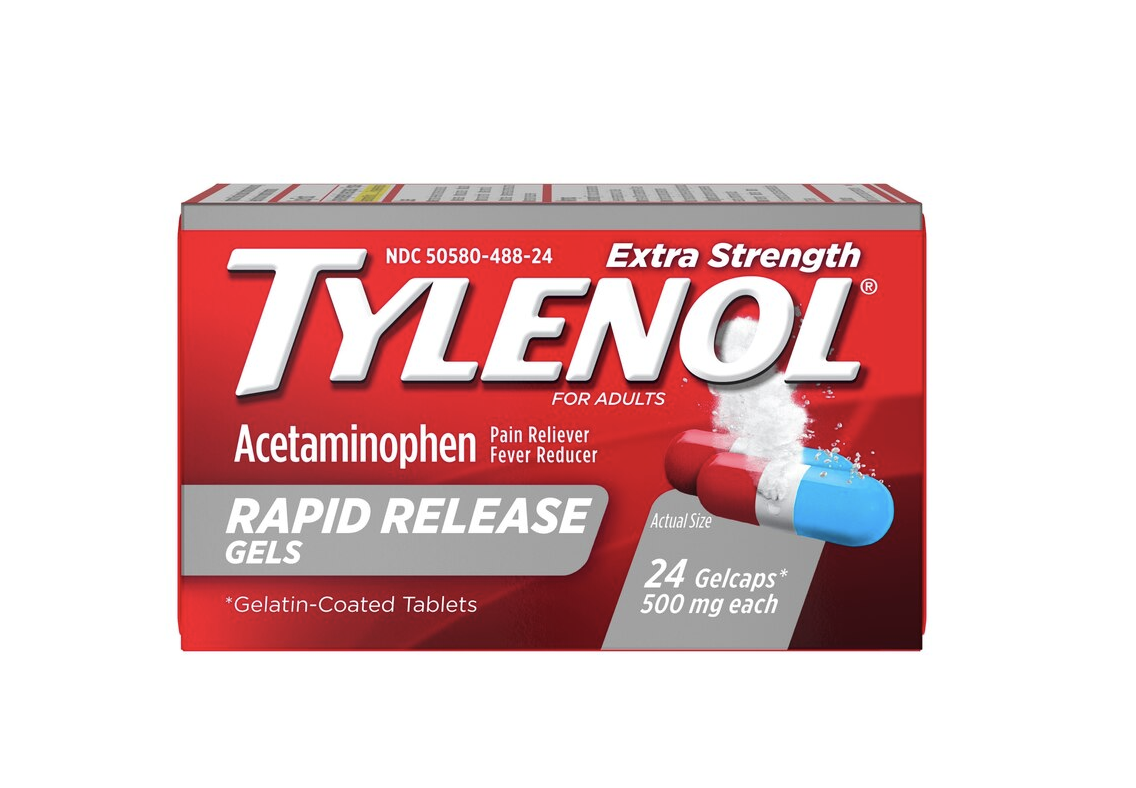 NDC 50580-488-24
Extra Strength
TYLENOL®
FOR ADULTS
Acetaminophen
Pain Reliever
Fever Reducer
RAPID RELEASE
GELS
*Gelatin-Coated Tablets
Actual Size
24 Gelcaps*
500 mg each